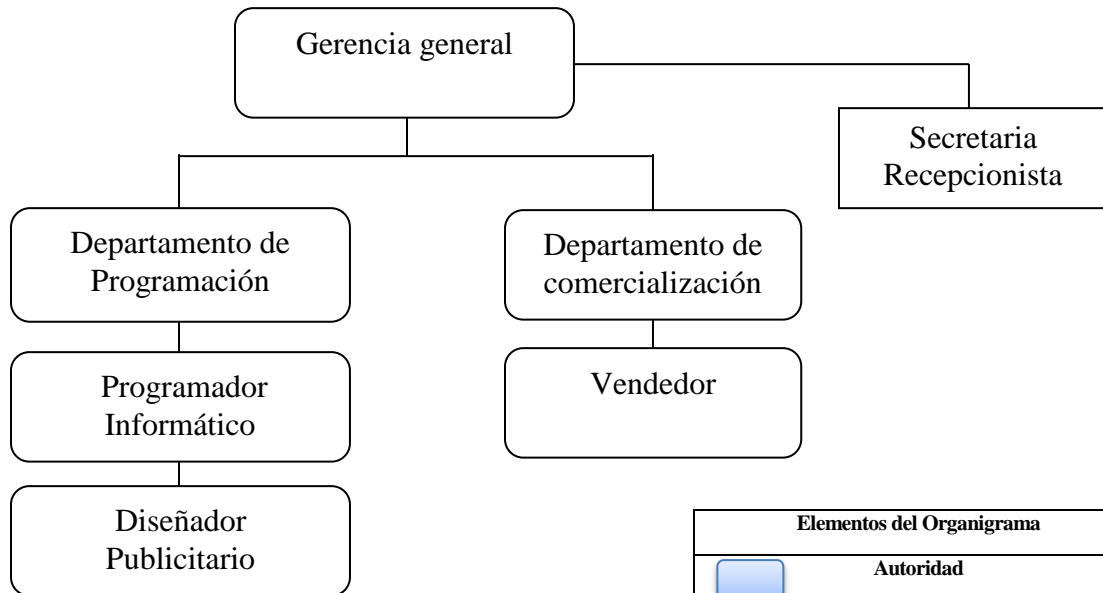 Gerencia general
Secretaria
Recepcionista
Departamento de
Programación
Departamento de
comercialización
Programador
Informático
Vendedor
Diseñador
Publicitario
Elementos del Organigrama
Autoridad